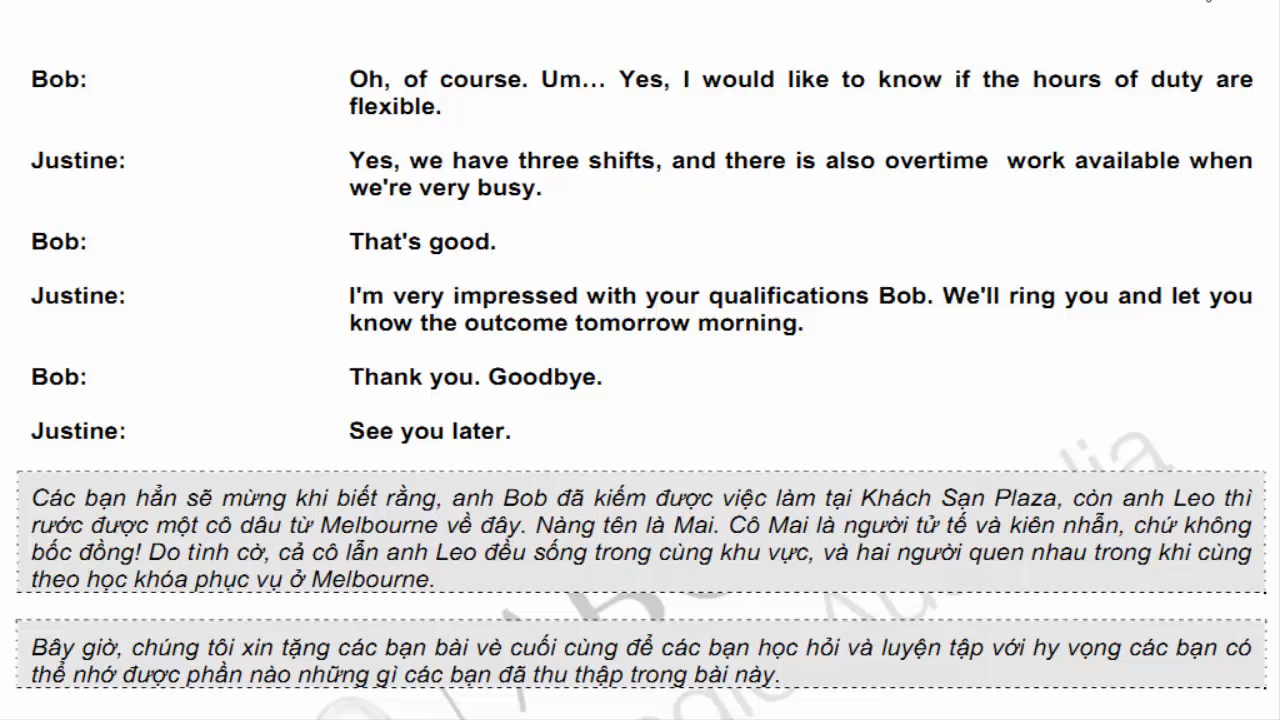 Bob: Oh, of course. Um... Yes, I would like to know if the hours of duty are
flexible.
Justine: Yes, we have three shifts, and there is also overtime work available when
we're very busy.
Bob: That's good.
Justine: I'm very impressed with your qualifications Bob. We'll ring you and let you
know the outcome tomorrow morning.
Bob: Thank you. Goodbye.
Justine: See you later.
Các bạn hẳn sẽ mừng khi biết rằng, anh Bob đã kiếm được việc làm tại Khách Sạn Plaza, còn anh Leo thì
rước được một cô dâu từ Melbourne về đây. Nàng tên là Mai. Cô Mai là người tử tế và kiên nhẫn, chứ không
bốc đồng! Do tình cờ, cả cô lẫn anh Leo đều sống trong cùng khu vực, và hai người quen nhau trong khi cùng
theo học khóa phục vụ ở Melbourne.
Bây giờ, chúng tôi xin tặng các bạn bài vè cuối cùng để các bạn học hỏi và luyện tập với hy vọng các bạn có
thể nhớ được phần nào những gì các bạn đã thu thập trong bài này.